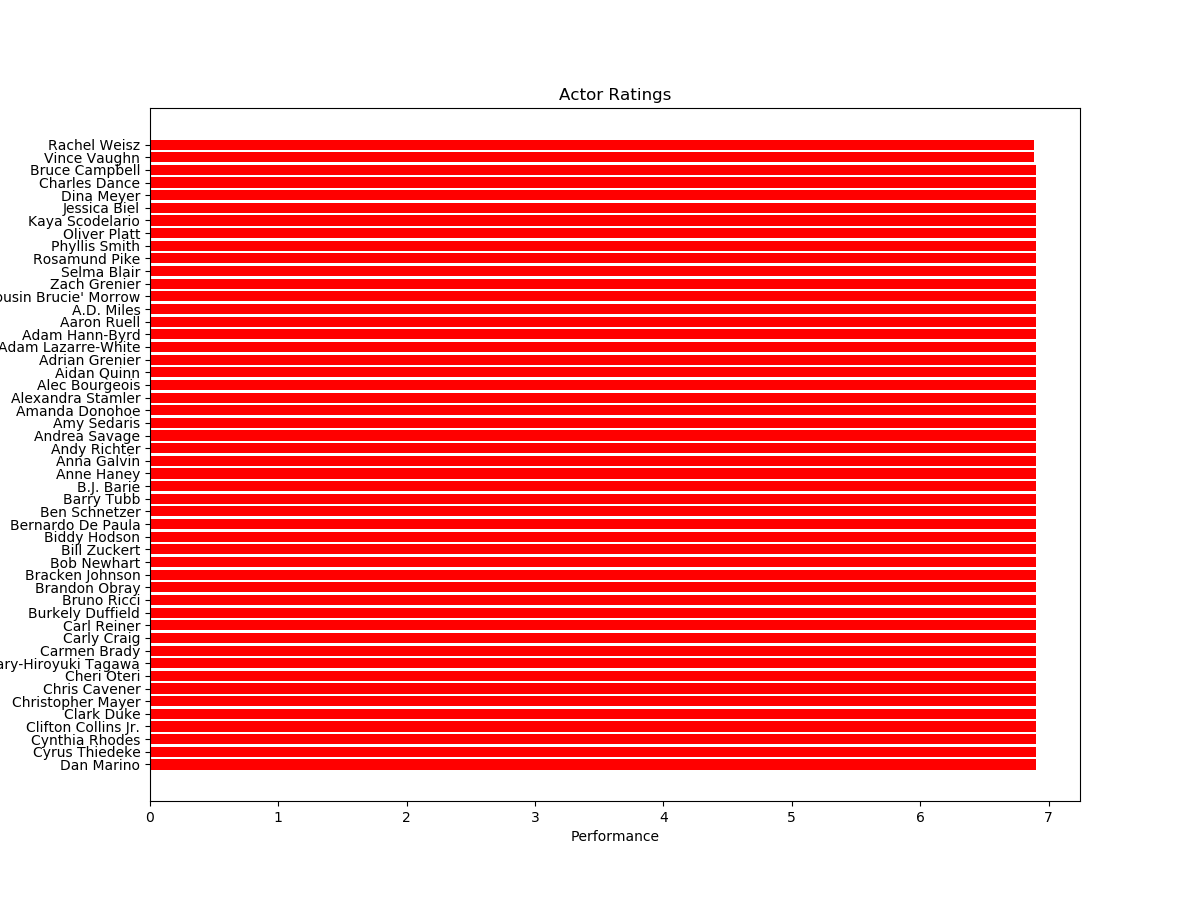 Actor Ratings
Rachel Weisz
Vince Vaughn
Bruce Campbell
Charles Dance
Dina Meyer
Jessica Biel
Kaya Scodelario
Oliver Platt
Phyllis Smith
Rosamund Pike
Selma Blair
Zach Grenier
Brucie' Morrow
A.D. Miles
Aaron Ruell
Adam Hann-Byrd
Adam Lazarre-White
Adrian Grenier
Aidan Quinn
Alec Bourgeois
Alexandra Stamler
Amanda Donohoe
Amy Sedaris
Andrea Savage
Andy Richter
Anna Galvin
Anne Haney
B.J. Barie
Barry Tubb
Ben Schnetzer
Bernardo De Paula
Biddy Hodson
Bill Zuckert
Bob Newhart
Bracken Johnson
Brandon Obray
Bruno Ricci
Burkely Duffield
Carl Reiner
Carly Craig
Carmen Brady
ary-Hiroyuki Tagawa
Cheri Oteri
Chris Cavener
Christopher Mayer
Clark Duke
Clifton Collins Jr.
Cynthia Rhodes
Cyrus Thiedeke
Dan Marino
0 1 2 3 4 5 6 7
Performance